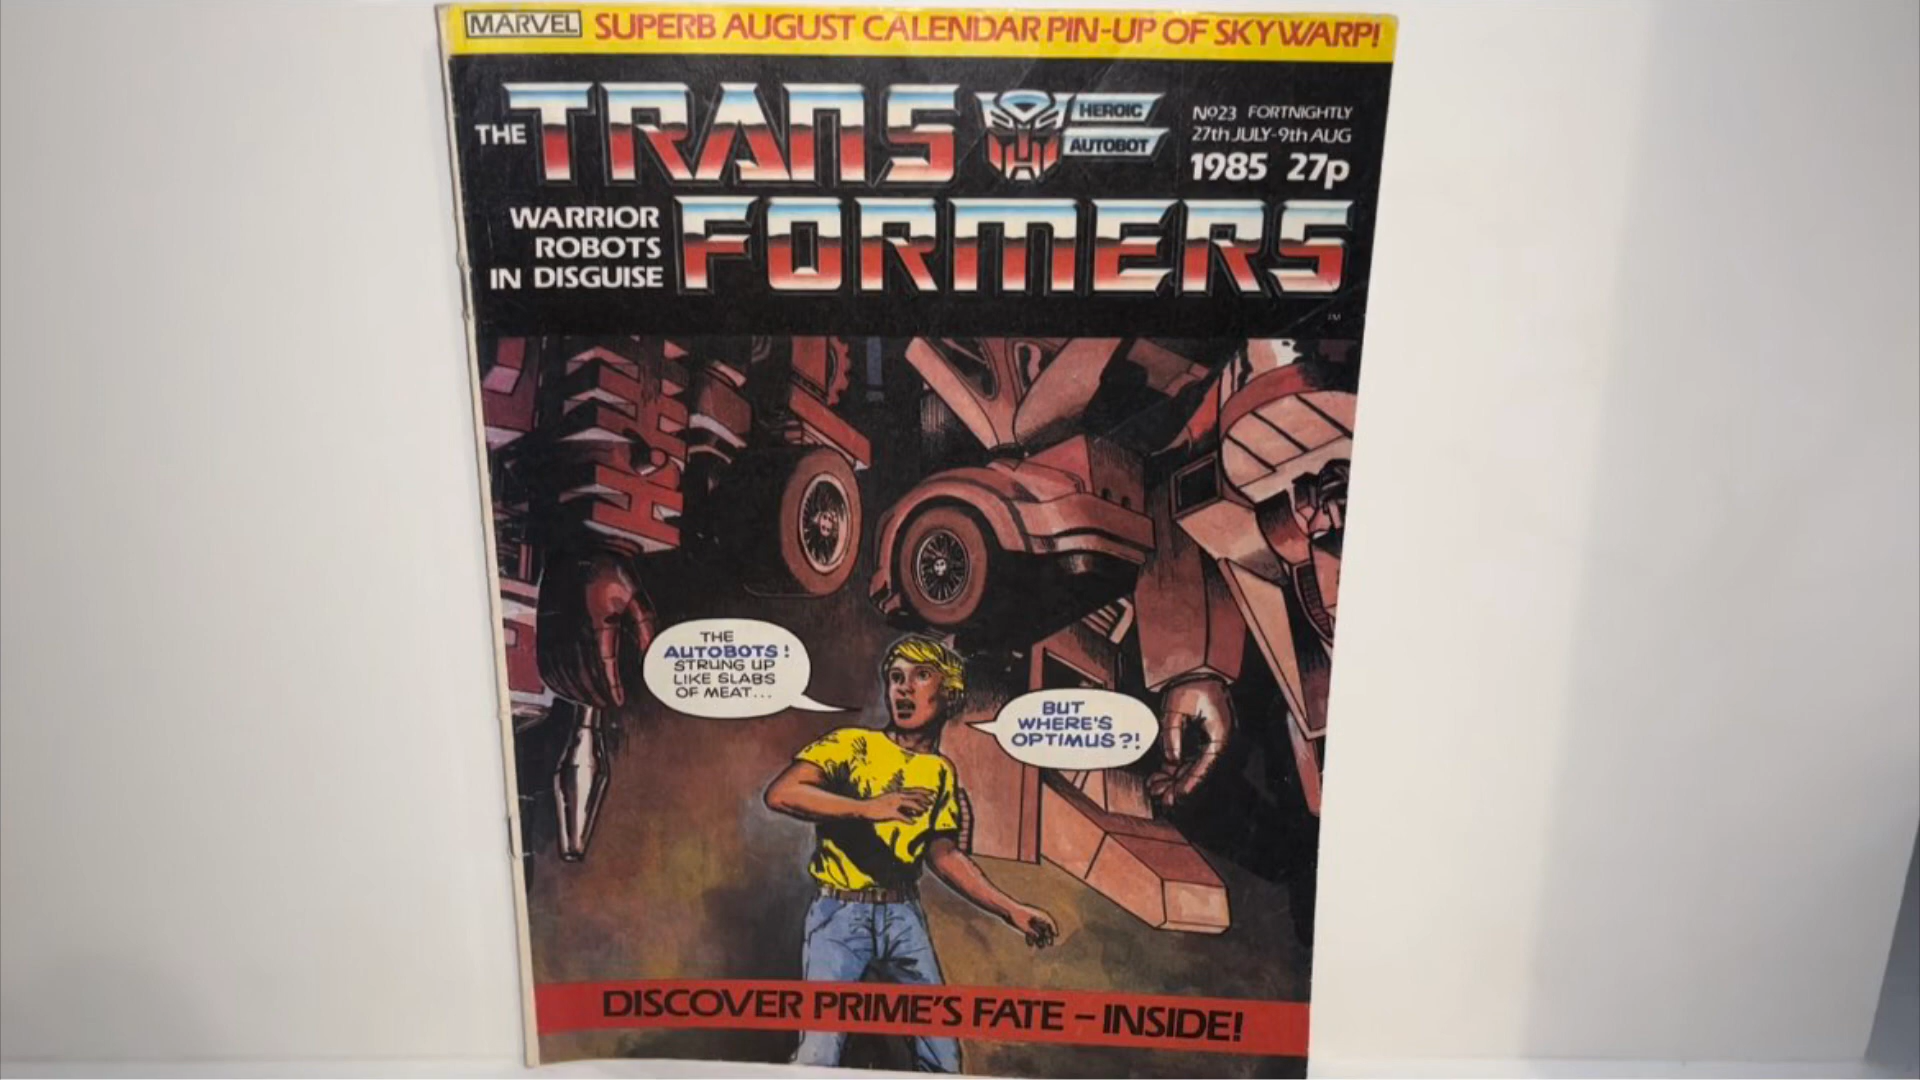 MARVEL SUPERB AUGUST CALENDAR PIN-UP OF SKYWARP!
THE TRANS
FORMERS
HEROIC
AUTOBOT
No23 FORTNIGHTLY
27th JULY-9th AUG
1985 27p
WARRIOR
ROBOTS
IN DISGUISE
TM
THE
AUTOBOTS!
STRUNG UP
LIKE SLABS
OF MEAT...
BUT
WHERE'S
OPTIMUS?!
DISCOVER PRIME'S FATE – INSIDE!